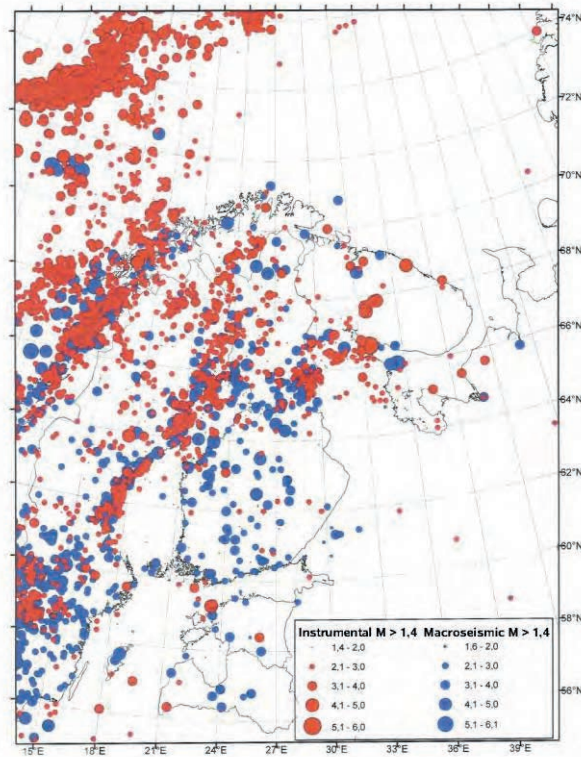 74°N
72°N
70°N
68°N
66°N
64°N
62°N
60°N
58°N
56°N
Instrumental M > 1,4 Macroseismic M > 1,4
1,4 - 2,0 1,6 - 2,0
2,1 - 3,0 2,1 - 3,0
3,1 - 4,0 3,1 - 4,0
4,1 - 5,0 4,1 - 5,0
5,1 - 6,0 5,1 - 6,1
15°E 18°E 21°E 24°E 27°E 30°E 33°E 36°E 39°E